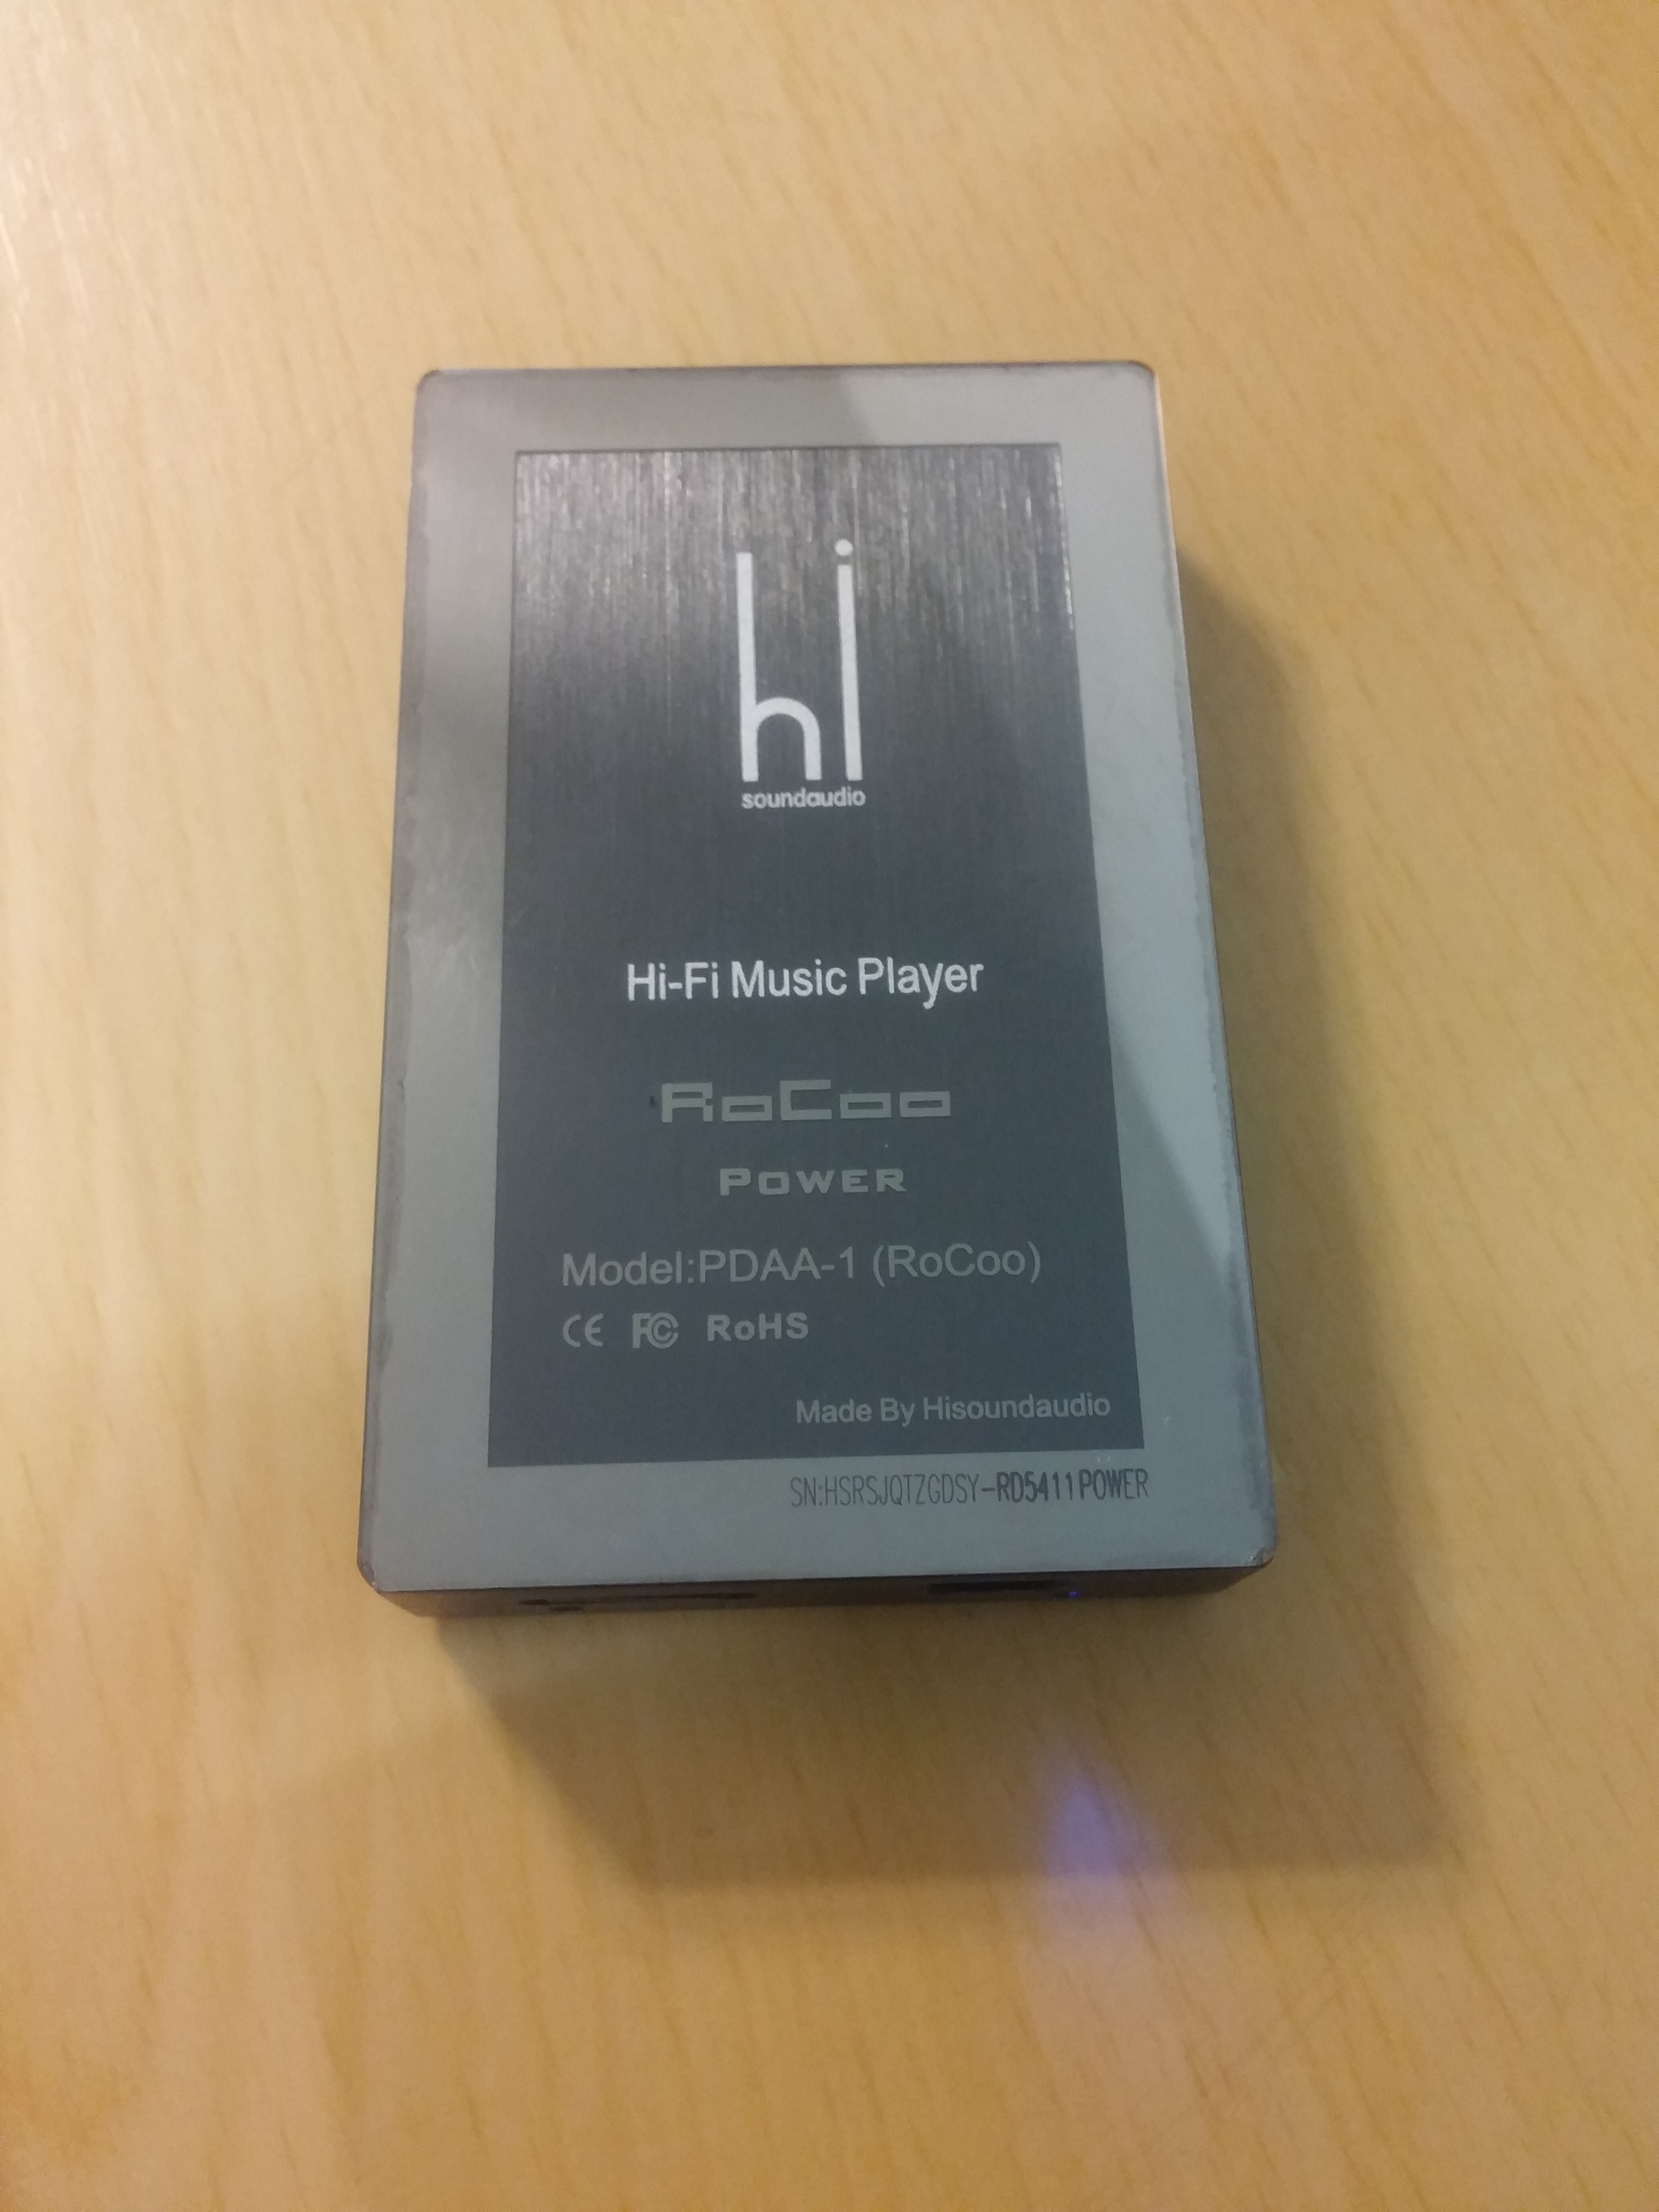 hi
soundaudio
Hi-Fi Music Player
RoCoo
POWER
Model:PDAA-1 (RoCoo)
CE FC RoHS
Made By Hisoundaudio
SN:HSRSJQTZGDSY-RD5411POWER